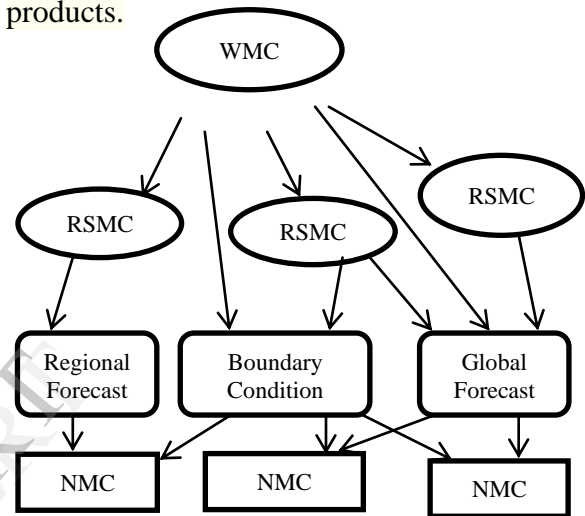 products.
WMC
RSMC
RSMC
RSMC
Regional
Forecast
Boundary
Condition
Global
Forecast
NMC
NMC
NMC